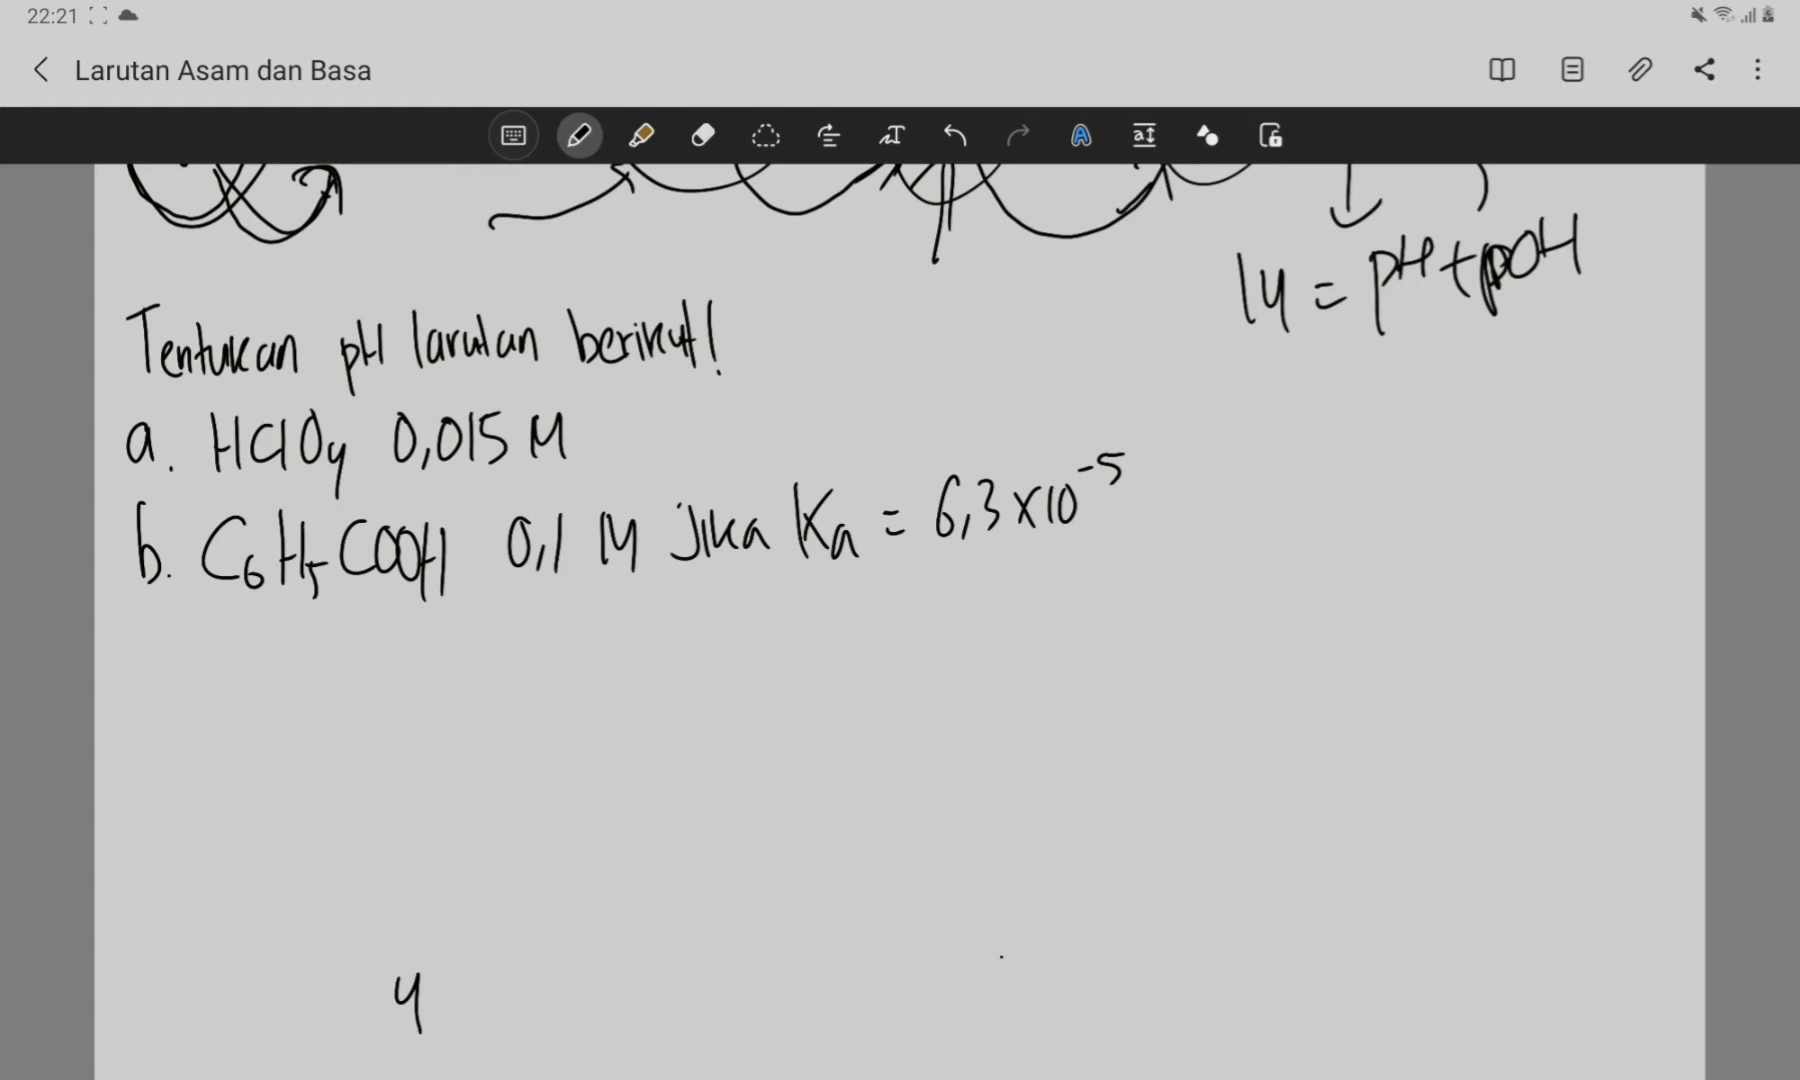 22:21
Larutan Asam dan Basa
14 = pH + pOH
Tentukan pH larutan berikut!
a. HClO₄ 0,015 M
b. C₆H₅COOH 0,1 M jika Kₐ = 6,3 x 10⁻⁵
4